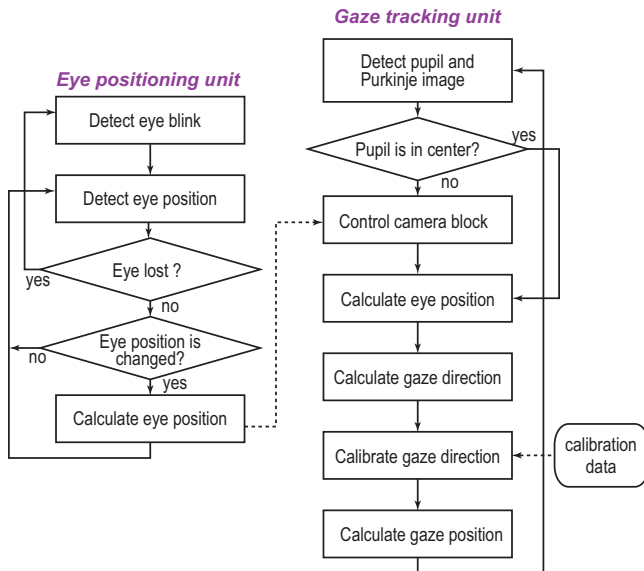 Eye positioning unit
Detect eye blink
Detect eye position
Eye lost ?
yes
no
Eye position is
changed?
no
yes
Calculate eye position
Gaze tracking unit
Detect pupil and
Purkinje image
Pupil is in center?
yes
no
Control camera block
Calculate eye position
Calculate gaze direction
Calibrate gaze direction
calibration
data
Calculate gaze position